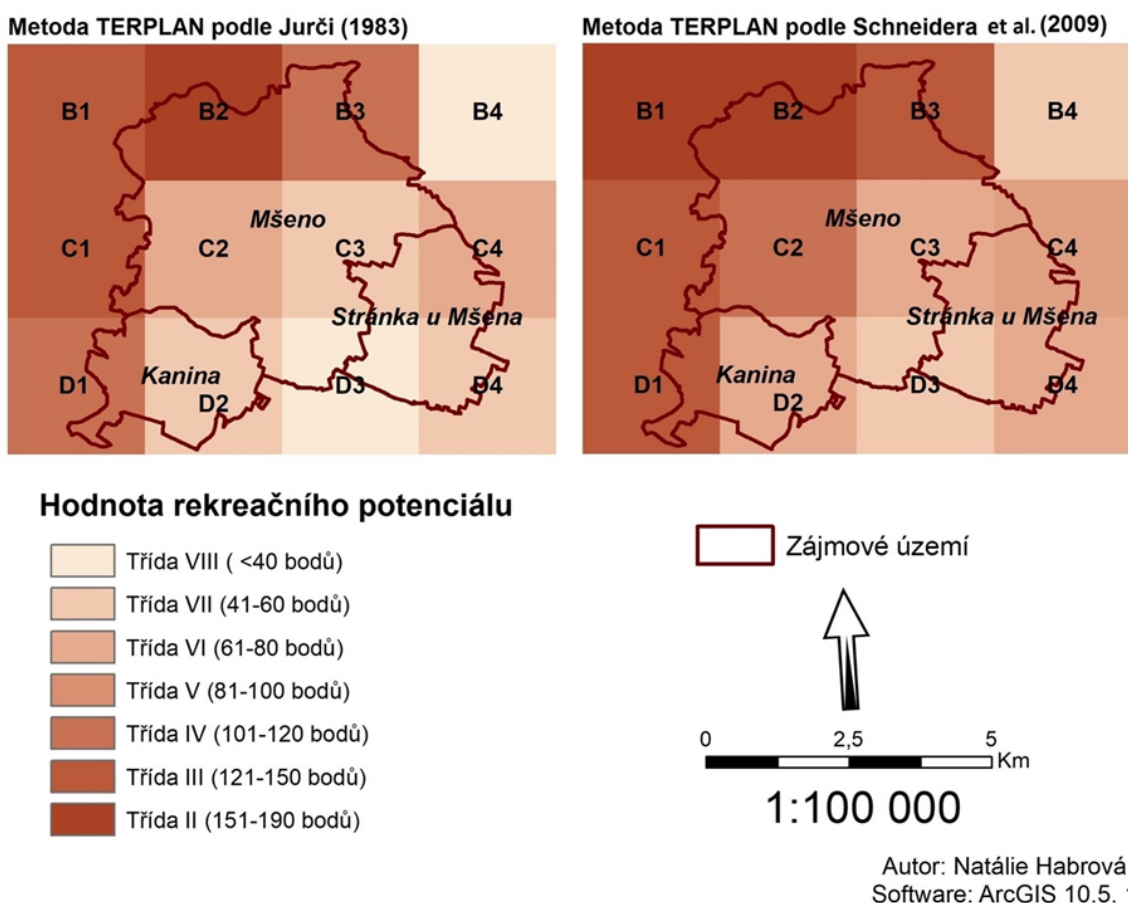 Metoda TERPLAN podle Jurči (1983)
B1 B2 B3 B4
Mšeno
C1 C2 C3 C4
Stránka u Mšena
D1 Kanina D3 D4
D2
Metoda TERPLAN podle Schneidera et al. (2009)
B1 B2 B3 B4
Mšeno
C1 C2 C3 C4
Stránka u Mšena
D1 Kanina D3 D4
D2
Hodnota rekreačního potenciálu
Třída VIII ( <40 bodů)
Třída VII (41-60 bodů)
Třída VI (61-80 bodů)
Třída V (81-100 bodů)
Třída IV (101-120 bodů)
Třída III (121-150 bodů)
Třída II (151-190 bodů)
Zájmové území
0 2,5 5
Km
1:100 000
Autor: Natálie Habrová
Software: ArcGIS 10.5.